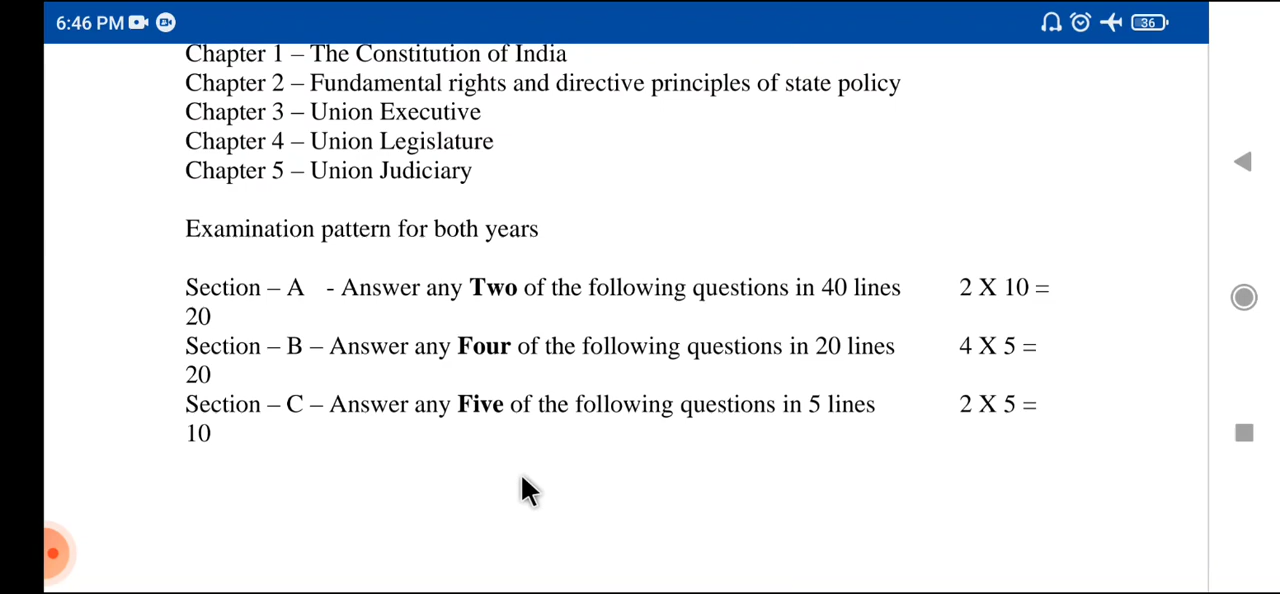 6:46 PM
36
Chapter 1 – The Constitution of India
Chapter 2 – Fundamental rights and directive principles of state policy
Chapter 3 – Union Executive
Chapter 4 – Union Legislature
Chapter 5 – Union Judiciary
Examination pattern for both years
Section – A - Answer any Two of the following questions in 40 lines 2 X 10 =
20
Section – B – Answer any Four of the following questions in 20 lines 4 X 5 =
20
Section – C – Answer any Five of the following questions in 5 lines 2 X 5 =
10